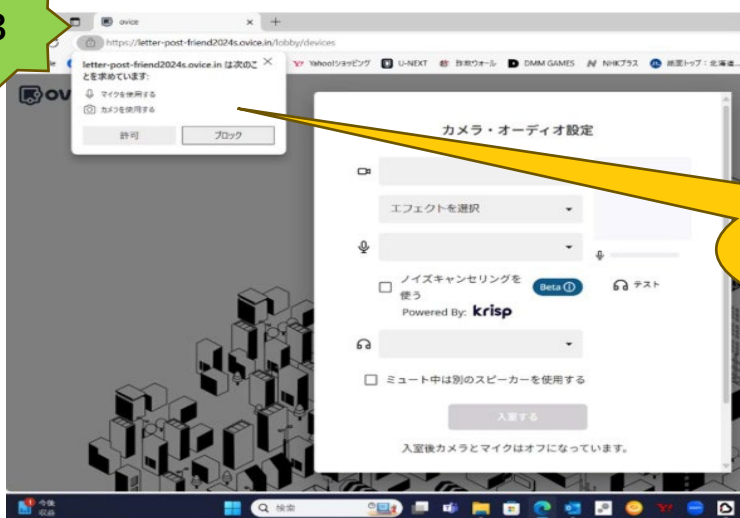 3
ovice
https://letter-post-friend2024s.ovice.in/lobby/devices
Yahoo!ショッピング
U-NEXT
DMM GAMES
NHKプラス
letter-post-friend2024s.ovice.in は次のこ
とを求めています:
マイクを使用する
カメラを使用する
許可
ブロック
カメラ・オーディオ設定
エフェクトを選択
ノイズキャンセリングを
使う
Beta
テスト
Powered By: krisp
ミュート中は別のスピーカーを使用する
入室する
入室後カメラとマイクはオフになっています。
1
今後
検索